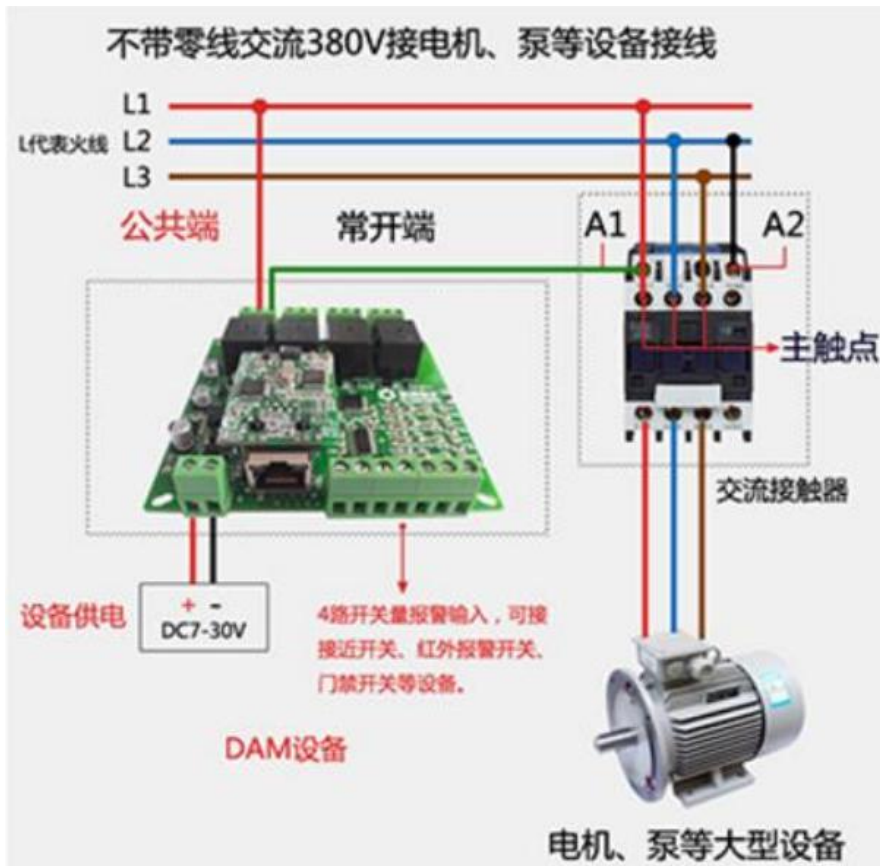 不带零线交流380V接电机、泵等设备接线
L1
L代表火线 L2
L3
公共端 常开端 A1 A2
主触点
交流接触器
设备供电 + -
DC7-30V
4路开关量报警输入，可接
接近开关、红外报警开关、
门禁开关等设备。
DAM设备
电机、泵等大型设备